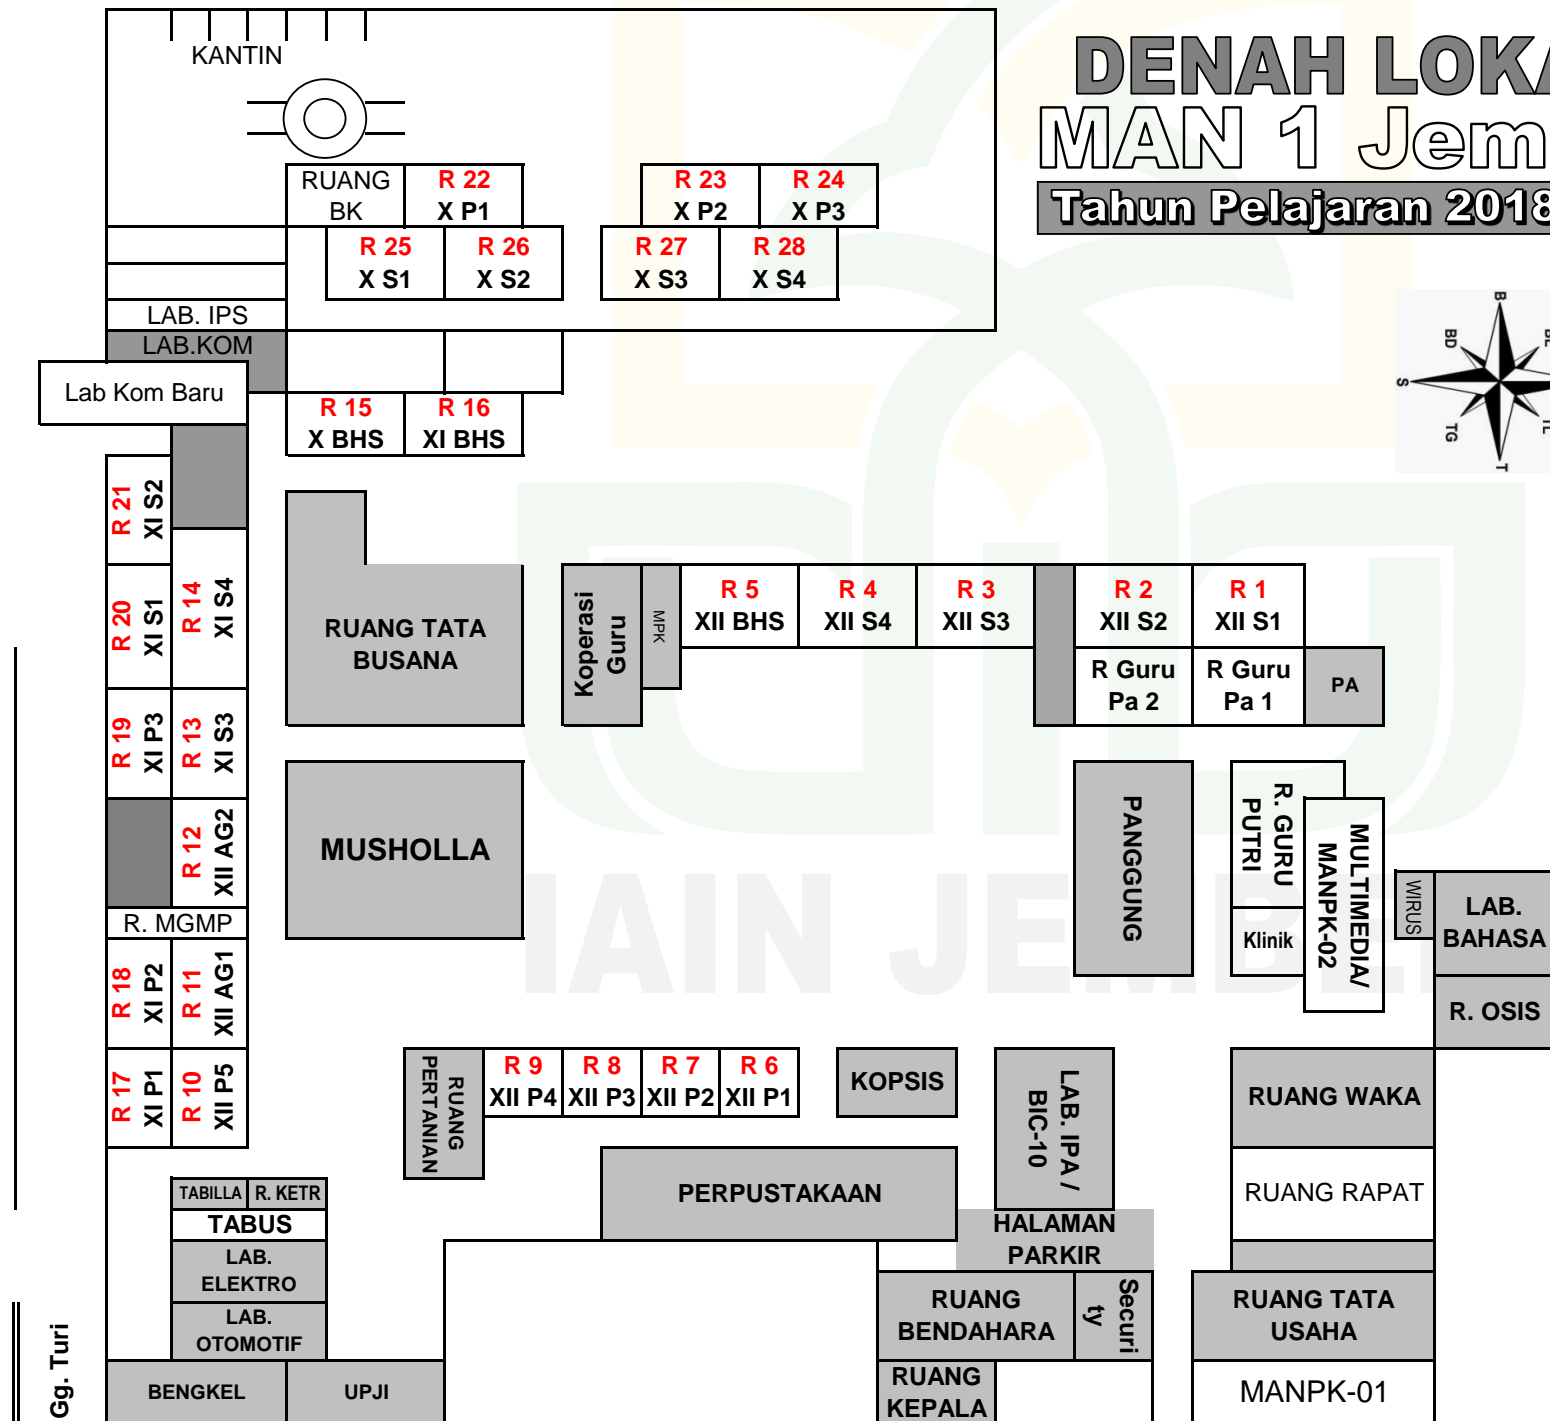 DENAH LOKA
MAN 1 Jem
Tahun Pelajaran 2018
KANTIN
RUANG
BK
R 22
X P1
R 23
X P2
R 24
X P3
R 25
X S1
R 26
X S2
R 27
X S3
R 28
X S4
LAB. IPS
LAB.KOM
Lab Kom Baru
R 15
X BHS
R 16
XI BHS
B
BD
S
TG
T
TL
R 21
XI S2
R 20
XI S1
R 14
XI S4
R 19
XI P3
R 13
XI S3
R 12
XII AG2
R. MGMP
R 18
XI P2
R 11
XII AG1
R 17
XI P1
R 10
XII P5
RUANG TATA
BUSANA
Koperasi
Guru
MPK
R 5
XII BHS
R 4
XII S4
R 3
XII S3
R 2
XII S2
R 1
XII S1
R Guru
Pa 2
R Guru
Pa 1
PA
MUSHOLLA
PANGGUNG
R. GURU
PUTRI
Klinik
MULTIMEDIA/
MANPK-02
WIRUS
LAB.
BAHASA
R. OSIS
IAIN JEMBE
RUANG
PERTANIAN
R 9
XII P4
R 8
XII P3
R 7
XII P2
R 6
XII P1
KOPSIS
LAB. IPA /
BIC-10
RUANG WAKA
PERPUSTAKAAN
RUANG RAPAT
TABILLA
R. KETR
TABUS
LAB.
ELEKTRO
LAB.
OTOMOTIF
HALAMAN
PARKIR
RUANG
BENDAHARA
Securi
ty
RUANG TATA
USAHA
Gg. Turi
BENGKEL
UPJI
RUANG
KEPALA
MANPK-01